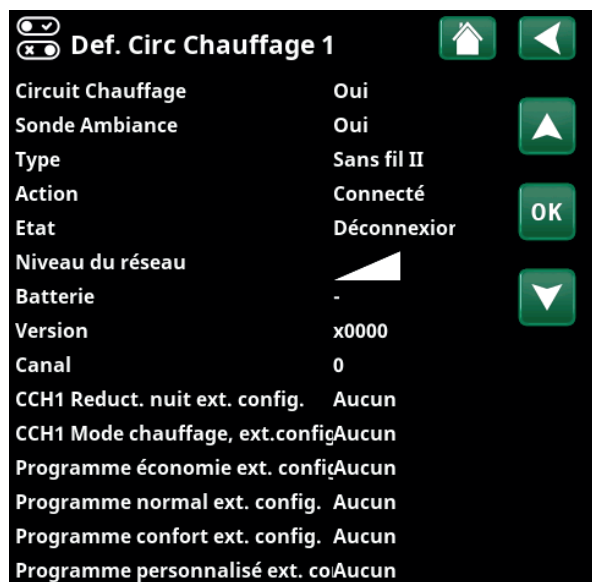 Def. Circ Chauffage 1
Circuit Chauffage Oui
Sonde Ambiance Oui
Type Sans fil II
Action Connecté
Etat Déconnexior
OK
Niveau du réseau
Batterie -
Version x0000
Canal 0
CCH1 Reduct. nuit ext. config. Aucun
CCH1 Mode chauffage, ext.config Aucun
Programme économie ext. config Aucun
Programme normal ext. config. Aucun
Programme confort ext. config. Aucun
Programme personnalisé ext. co Aucun